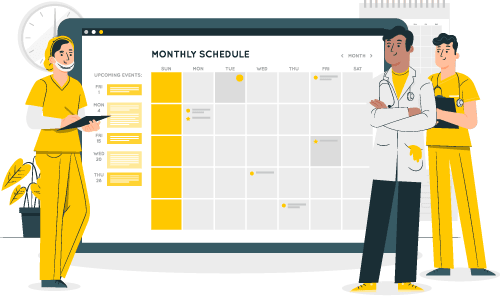 MONTHLY SCHEDULE
< MONTH >
UPCOMING EVENTS:
SUN MON TUE WED THU FRI SAT
FRI
1
MON
4
FRI
15
WED
20
THU
28